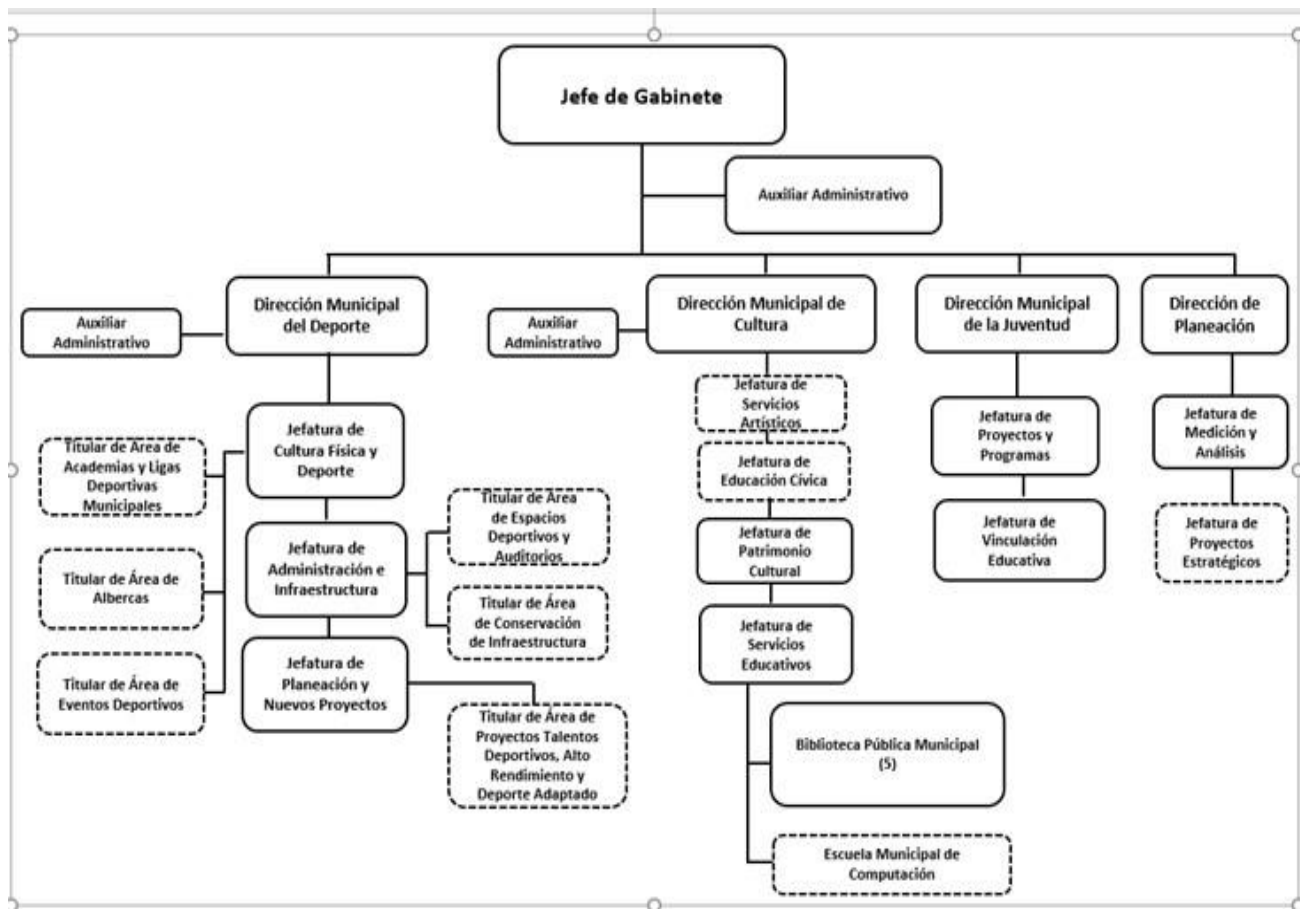 Jefe de Gabinete
Auxiliar Administrativo
Dirección Municipal
del Deporte
Auxiliar
Administrativo
Dirección Municipal de
Cultura
Auxiliar
Administrativo
Dirección Municipal
de la Juventud
Dirección de
Planeación
Jefatura de
Cultura Física y
Deporte
Titular de Área de
Academias y Ligas
Deportivas
Municipales
Titular de Área de
Albercas
Titular de Área de
Eventos Deportivos
Jefatura de
Administración e
Infraestructura
Titular de Área
de Espacios
Deportivos y
Auditorios
Titular de Área
de Conservación
de Infraestructura
Jefatura de
Planeación y
Nuevos Proyectos
Titular de Área de
Proyectos Talentos
Deportivos, Alto
Rendimiento y
Deporte Adaptado
Jefatura de
Servicios
Artísticos
Jefatura de
Educación Cívica
Jefatura de
Patrimonio
Cultural
Jefatura de
Servicios
Educativos
Biblioteca Pública Municipal
(5)
Escuela Municipal de
Computación
Jefatura de
Proyectos y
Programas
Jefatura de
Vinculación
Educativa
Jefatura de
Medición y
Análisis
Jefatura de
Proyectos
Estratégicos